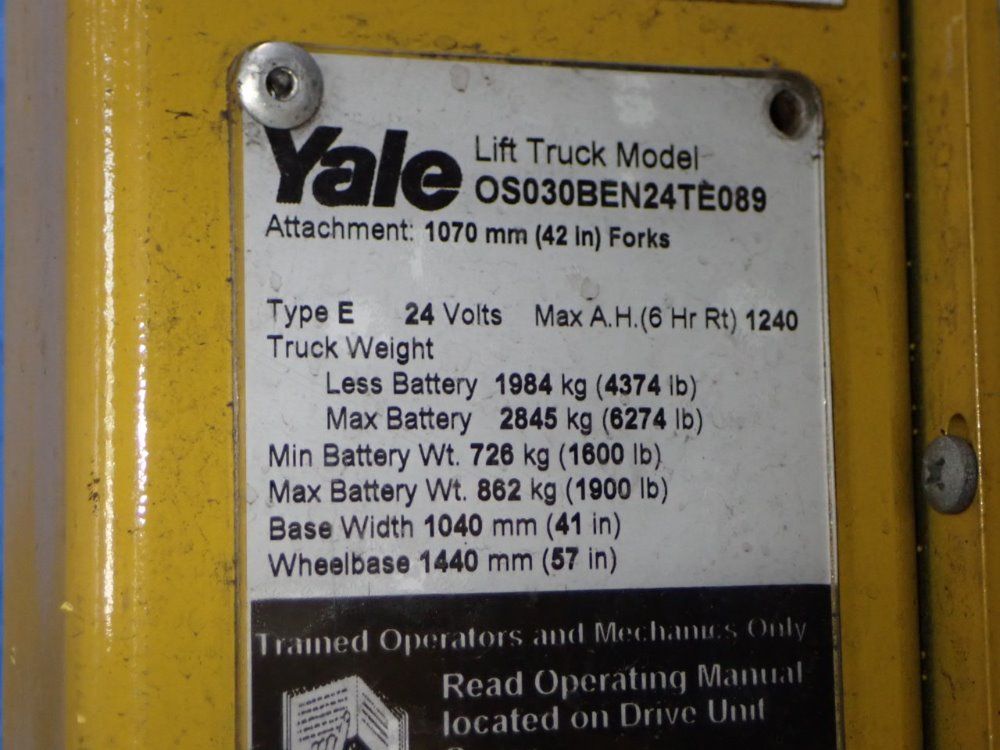 Yale
Lift Truck Model
OS030BEN24TE089
Attachment: 1070 mm (42 In) Forks
Type E 24 Volts Max A.H.(6 Hr Rt) 1240
Truck Weight
Less Battery 1984 kg (4374 lb)
Max Battery 2845 kg (6274 lb)
Min Battery Wt. 726 kg (1600 lb)
Max Battery Wt. 862 kg (1900 lb)
Base Width 1040 mm (41 in)
Wheelbase 1440 mm (57 in)
Trained Operators and Mechanics Only
Read Operating Manual
located on Drive Unit